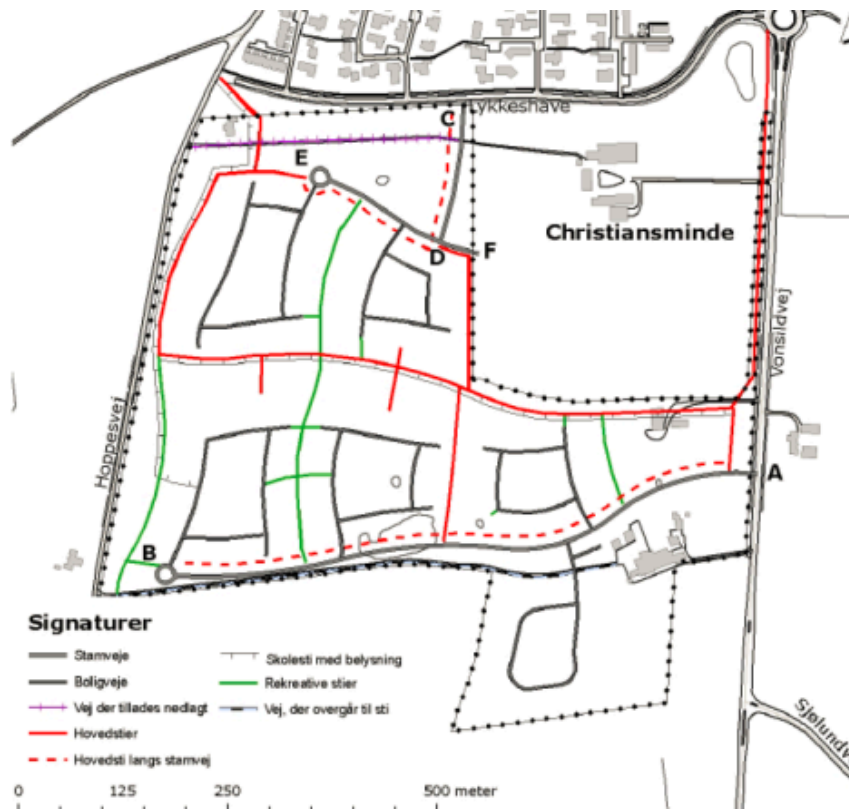 Lykkeshave
C
E
Christiansminde
D
F
Vonsildvej
Hoppesvej
A
B
Signaturer
Stamveje
Skolesti med belysning
Boligveje
Rekreative stier
Vej der tillades nedlagt
Vej, der overgår til sti
Hovedstier
Hovedsti langs stamvej
Sjølundv
0 125 250 500 meter